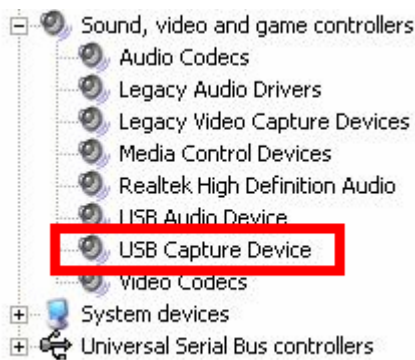 Sound, video and game controllers
Audio Codecs
Legacy Audio Drivers
Legacy Video Capture Devices
Media Control Devices
Realtek High Definition Audio
USB Audio Device
USB Capture Device
Video Codecs
System devices
Universal Serial Bus controllers